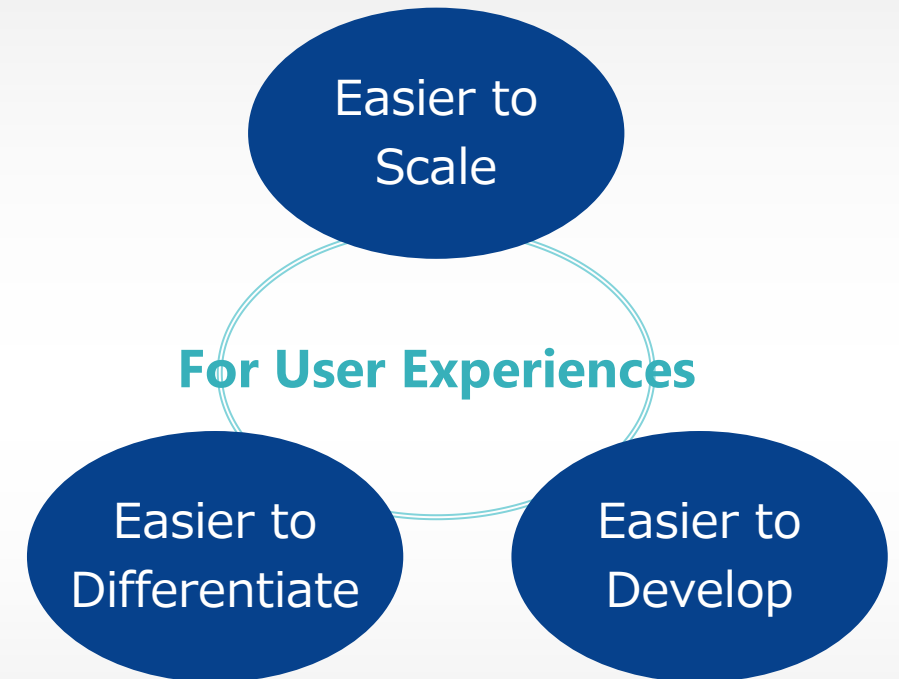 Easier to
Scale
For User Experiences
Easier to
Differentiate
Easier to
Develop